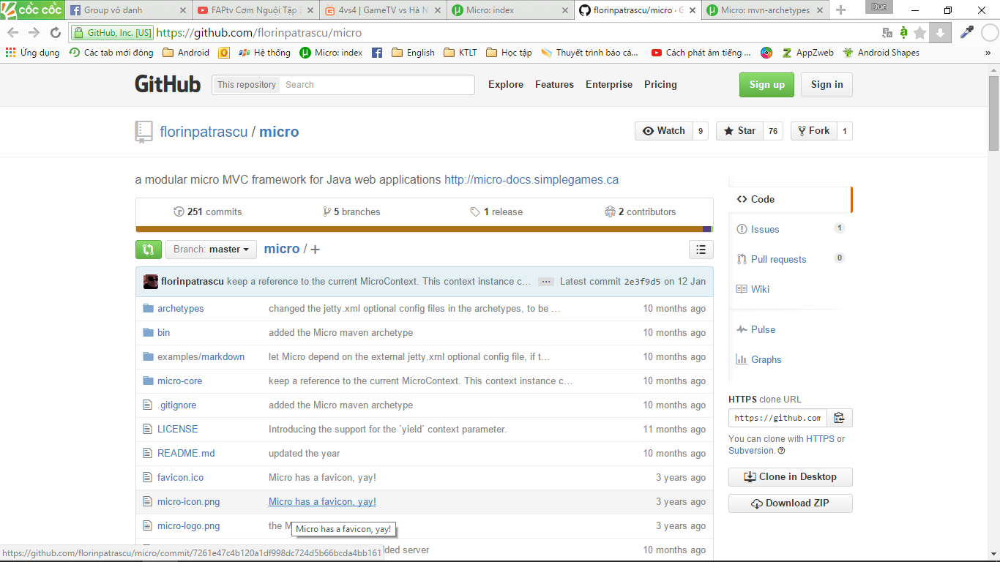 cốc cốc
Group vô danh
FAPtv Cơm Nguội Tập
4vs4 | GameTV vs Hà N
Micro: index
florinpatrascu/micro · G
Micro: mvn-archetypes
Duc
GitHub, Inc. [US]
https://github.com/florinpatrascu/micro
Ứng dụng
Các tab mới đóng
Android
Hệ thống
Micro: index
English
KTLT
Học tập
Thuyết trình báo cá...
Cách phát âm tiếng ...
AppZweb
Android Shapes
»
GitHub
This repository
Search
Explore
Features
Enterprise
Pricing
Sign up
Sign in
florinpatrascu / micro
Watch 9
Star 76
Fork 1
a modular micro MVC framework for Java web applications http://micro-docs.simplegames.ca
251 commits
5 branches
1 release
2 contributors
Branch: master
micro / +
florinpatrascu keep a reference to the current MicroContext. This context instance c... ... Latest commit 2e3f9d5 on 12 Jan
archetypes changed the jetty.xml optional config files in the archetypes, to be ... 10 months ago
bin added the Micro maven archetype 10 months ago
examples/markdown let Micro depend on the external jetty.xml optional config file, if t... 10 months ago
micro-core keep a reference to the current MicroContext. This context instance c... 10 months ago
.gitignore added the Micro maven archetype 10 months ago
LICENSE Introducing the support for the `yield` context parameter. 11 months ago
README.md updated the year 10 months ago
favicon.ico Micro has a favicon, yay! 3 years ago
micro-icon.png Micro has a favicon, yay! 3 years ago
micro-logo.png the M 3 years ago
Micro has a favicon, yay!
ded server 10 months ago
https://github.com/florinpatrascu/micro/commit/7261e47c4b120a1df998dc724d5b66bcda4bb161
Code
Issues 1
Pull requests 0
Wiki
Pulse
Graphs
HTTPS clone URL
https://github.com
You can clone with HTTPS or
Subversion.
Clone in Desktop
Download ZIP